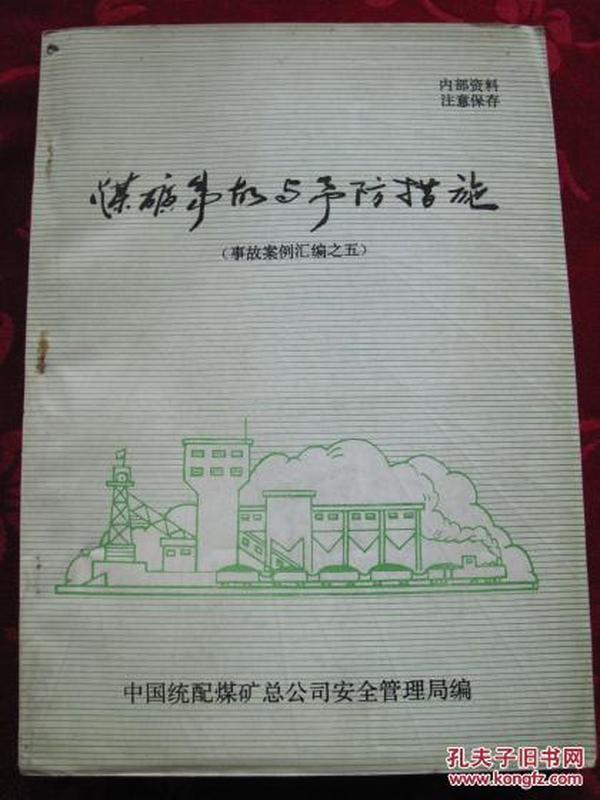 内部资料
注意保存
煤矿事故与予防措施
（事故案例汇编之五）
中国统配煤矿总公司安全管理局编
孔夫子旧书网
www.kongfz.com